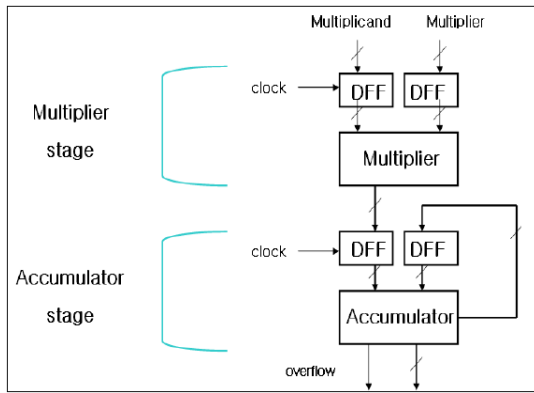 Multiplicand Multiplier
clock DFF DFF
Multiplier
stage
Multiplier
clock DFF DFF
Accumulator
stage
Accumulator
overflow